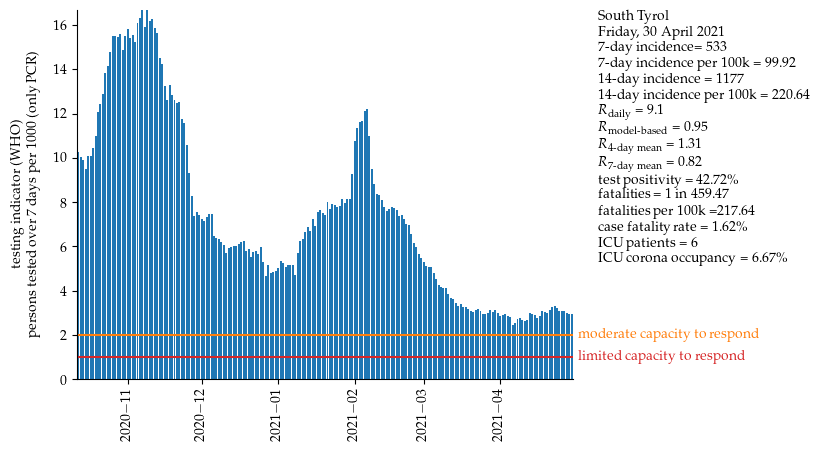 South Tyrol
Friday, 30 April 2021
7-day incidence= 533
7-day incidence per 100k = 99.92
14-day incidence = 1177
14-day incidence per 100k = 220.64
R daily = 9.1
R model-based = 0.95
R 4-day mean = 1.31
R 7-day mean = 0.82
test positivity = 42.72%
fatalities = 1 in 459.47
fatalities per 100k =217.64
case fatality rate = 1.62%
ICU patients = 6
ICU corona occupancy = 6.67%
testing indicator (WHO)
persons tested over 7 days per 1000 (only PCR)
16
14
12
10
8
6
4
2
0
moderate capacity to respond
limited capacity to respond
2020−11
2020−12
2021−01
2021−02
2021−03
2021−04